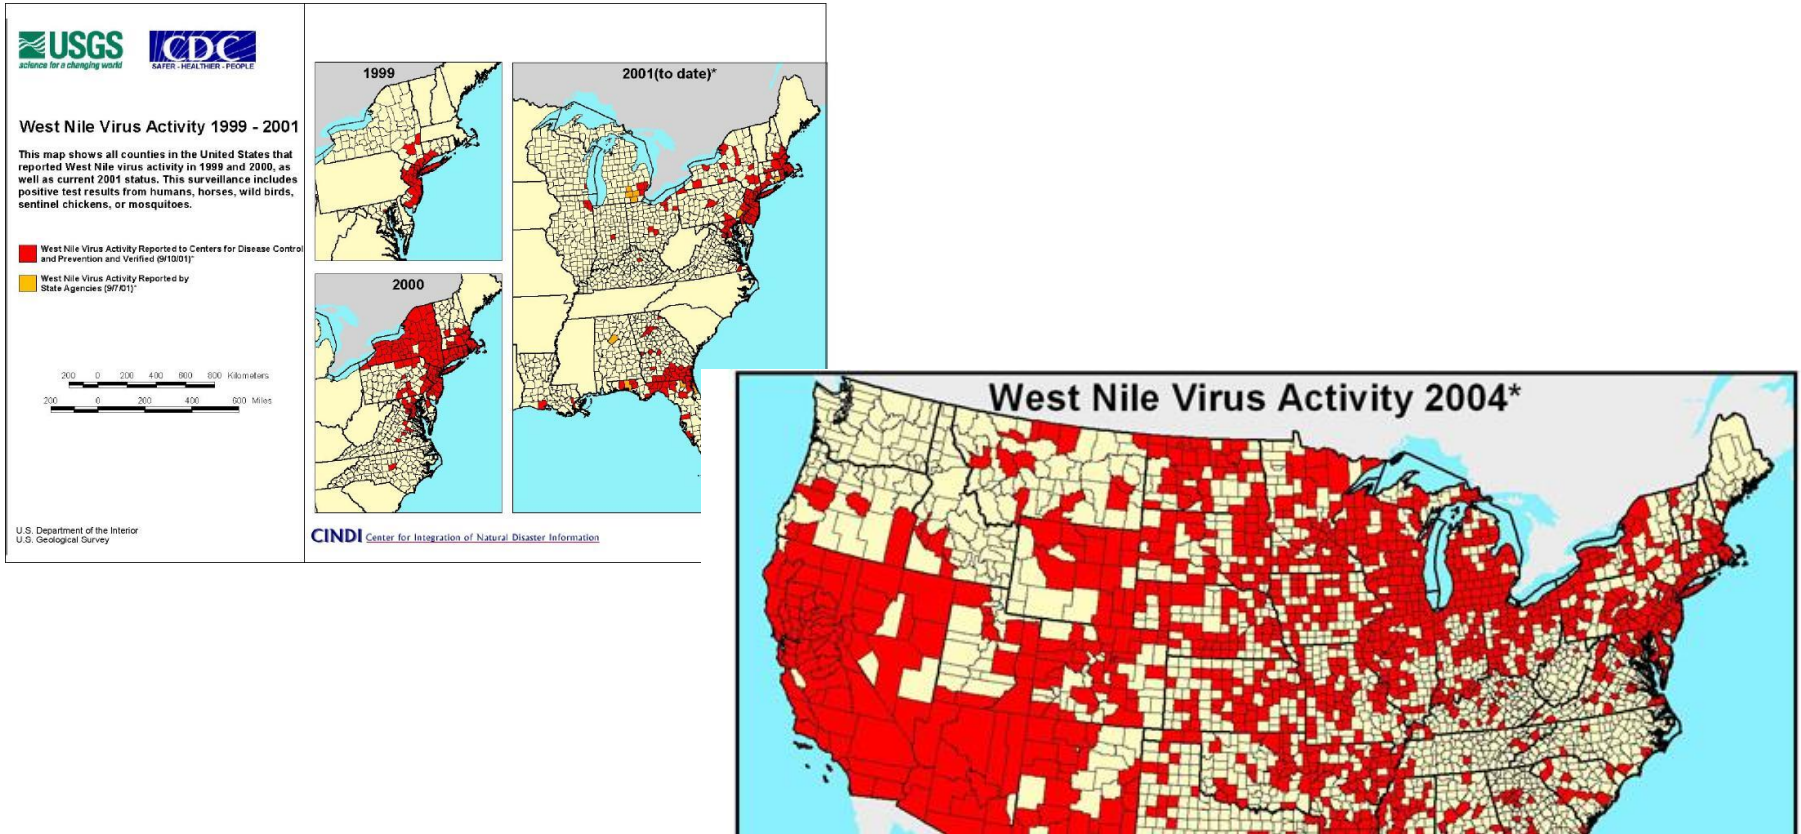 USGS
science for a changing world
CDC
SAFER · HEALTHIER · PEOPLE
West Nile Virus Activity 1999 - 2001
This map shows all counties in the United States that
reported West Nile virus activity in 1999 and 2000, as
well as current 2001 status. This surveillance includes
positive test results from humans, horses, wild birds,
sentinel chickens, or mosquitoes.
West Nile Virus Activity Reported to Centers for Disease Control
and Prevention and Verified (9/10/01)*
West Nile Virus Activity Reported by
State Agencies (9/7/01)*
200 0 200 400 600 800 Kilometers
200 0 200 400 600 Miles
U.S. Department of the Interior
U.S. Geological Survey
1999
2000
2001(to date)*
CINDI Center for Integration of Natural Disaster Information
West Nile Virus Activity 2004*